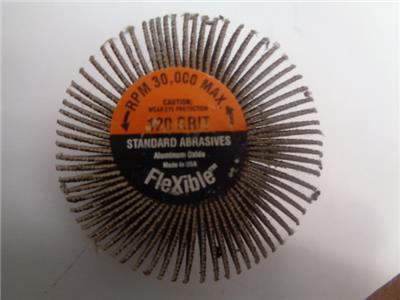 RPM 30,000 MAX.
CAUTION:
WEAR EYE PROTECTION
120 GRIT
STANDARD ABRASIVES
Aluminum Oxide
Made in USA
FleXible